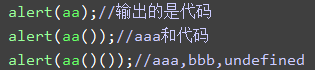 alert(aa);//输出的是代码
alert(aa());//aaa和代码
alert(aa()());//aaa,bbb,undefined